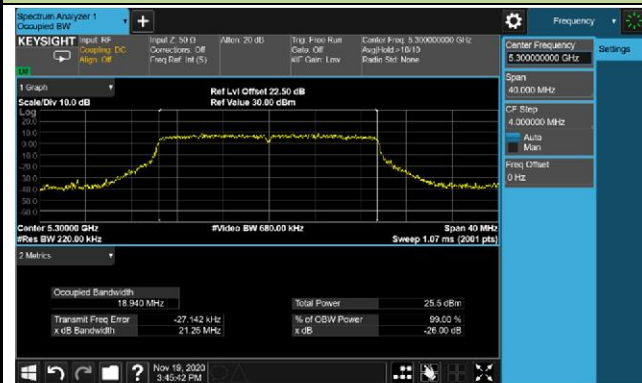 Spectrum Analyzer 1
Occupied BW
Frequency
KEYSIGHT
Input: RF
Coupling: DC
Align: Off
Input Z: 50 Ω
Corrections: Off
Freq Ref: Int (S)
Atten: 20 dB
Trig: Free Run
Gate: Off
#IF Gain: Low
Center Freq: 5.300000000 GHz
Avg|Hold:>10/10
Radio Std: None
Center Frequency
5.300000000 GHz
Settings
Span
40.000 MHz
CF Step
4.000000 MHz
Auto
Man
Freq Offset
0 Hz
1 Graph
Scale/Div 10.0 dB
Ref Lvl Offset 22.50 dB
Ref Value 30.00 dBm
Log
20.0
10.0
0.00
-10.0
-20.0
-30.0
-40.0
-50.0
-60.0
Center 5.30000 GHz
#Video BW 680.00 kHz
Span 40 MHz
#Res BW 220.00 kHz
Sweep 1.07 ms (2001 pts)
2 Metrics
Occupied Bandwidth
18.940 MHz
Total Power 25.5 dBm
Transmit Freq Error -27.142 kHz
% of OBW Power 99.00 %
x dB Bandwidth 21.25 MHz
x dB -26.00 dB
Nov 19, 2020
3:45:42 PM